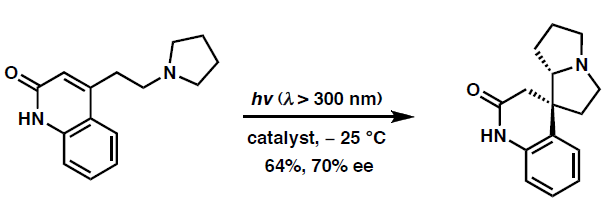 O
HN
N
hν (λ > 300 nm)
catalyst, − 25 °C
64%, 70% ee
O
HN
N